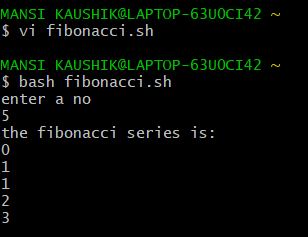 MANSI KAUSHIK@LAPTOP-63UOCI42 ~
$ vi fibonacci.sh
MANSI KAUSHIK@LAPTOP-63UOCI42 ~
$ bash fibonacci.sh
enter a no
5
the fibonacci series is:
0
1
1
2
3